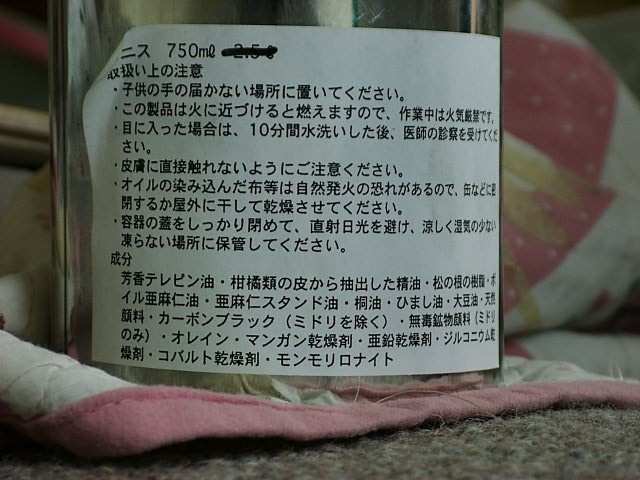 ニス 750mℓ 2.5ℓ
取扱い上の注意
・子供の手の届かない場所に置いてください。
・この製品は火に近づけると燃えますので、作業中は火気厳禁です。
・目に入った場合は、10分間水洗いした後、医師の診察を受けてくだ
さい。
・皮膚に直接触れないようにご注意ください。
・オイルの染み込んだ布等は自然発火の恐れがあるので、缶などに密
閉するか屋外に干して乾燥させてください。
・容器の蓋をしっかり閉めて、直射日光を避け、涼しく湿気の少ない
凍らない場所に保管してください。
成分
芳香テレピン油・柑橘類の皮から抽出した精油・松の根の樹脂・ボ
イル亜麻仁油・亜麻仁スタンド油・桐油・ひまし油・大豆油・天然
顔料・カーボンブラック（ミドリを除く）・無毒鉱物顔料（ミドリ
のみ）・オレイン・マンガン乾燥剤・亜鉛乾燥剤・ジルコニウム乾
燥剤・コバルト乾燥剤・モンモリロナイト